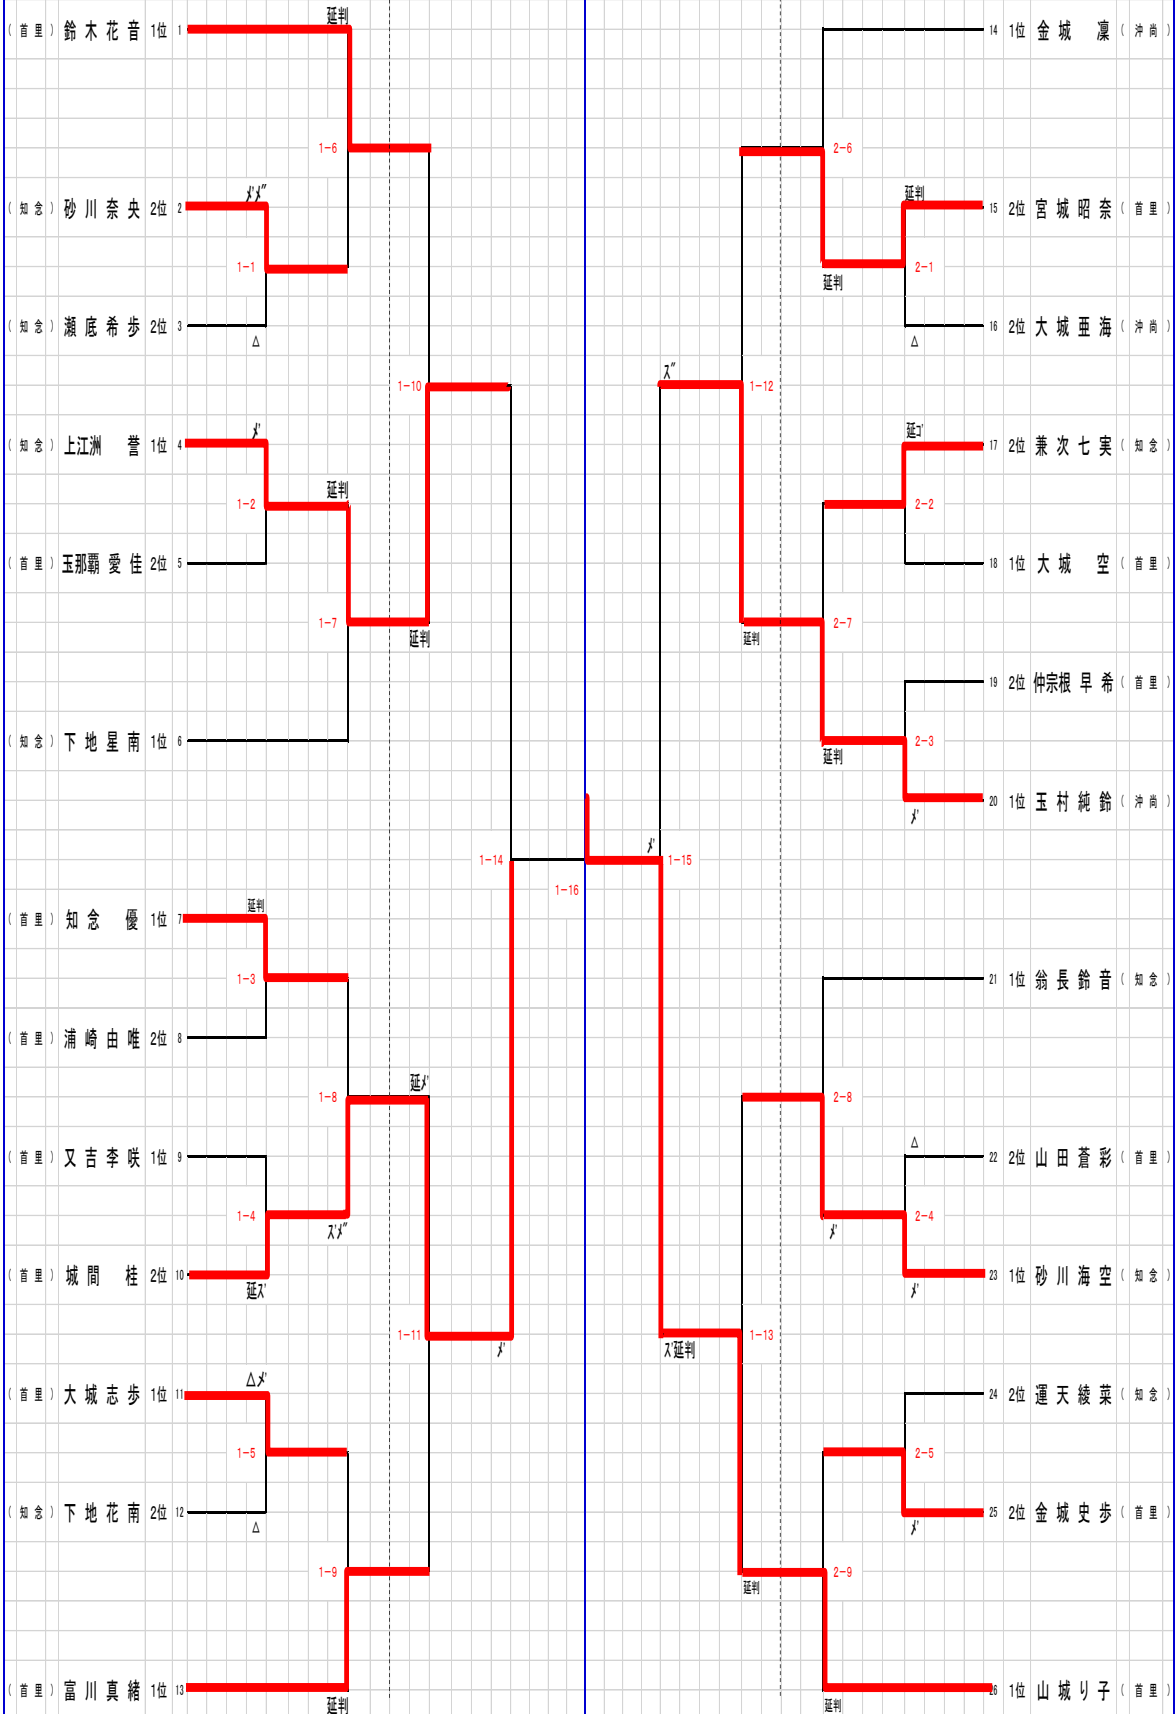 延判
(首里) 鈴木花音 1位 1
14 1位 金城 凜 (沖尚)
1-6
2-6
メ'メ"
延判
(知念) 砂川奈央 2位 2
15 2位 宮城昭奈 (首里)
1-1
2-1
延判
(知念) 瀬底希歩 2位 3
16 2位 大城亜海 (沖尚)
△
△
ス"
1-10
1-12
メ'
延コ'
(知念) 上江洲 誉 1位 4
17 2位 兼次七実 (知念)
延判
1-2
2-2
(首里) 玉那覇愛佳 2位 5
18 1位 大城 空 (首里)
1-7
2-7
延判
延判
19 2位 仲宗根早希 (首里)
(知念) 下地星南 1位 6
2-3
延判
20 1位 玉村純鈴 (沖尚)
メ'
メ'
1-14
1-15
1-16
延判
(首里) 知念 優 1位 7
1-3
21 1位 翁長鈴音 (知念)
(首里) 浦崎由唯 2位 8
延メ'
1-8
2-8
△
(首里) 又吉李咲 1位 9
22 2位 山田蒼彩 (首里)
1-4
2-4
ス'メ"
メ'
(首里) 城間 桂 2位 10
23 1位 砂川海空 (知念)
延ス'
メ'
1-11
1-13
メ'
ス'延判
△メ'
(首里) 大城志歩 1位 11
24 2位 運天綾菜 (知念)
1-5
2-5
(知念) 下地花南 2位 12
25 2位 金城史歩 (首里)
△
メ'
1-9
2-9
延判
(首里) 富川真緒 1位 13
26 1位 山城り子 (首里)
延判
延判